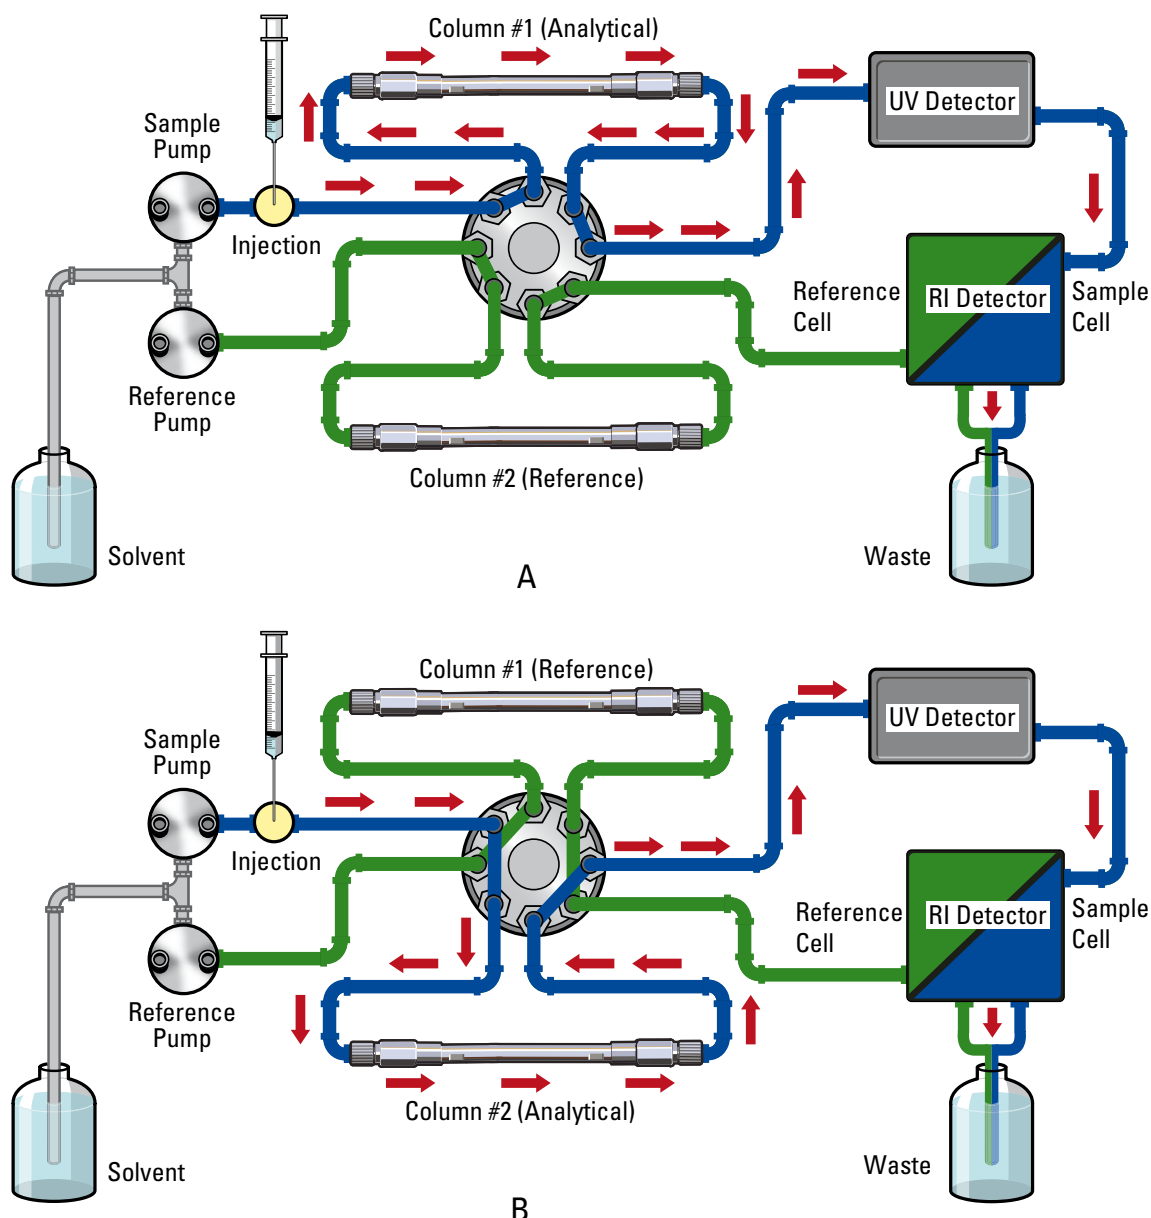 Column #1 (Analytical)
UV Detector
Sample
Pump
Injection
Reference
Cell
RI Detector
Sample
Cell
Reference
Pump
Column #2 (Reference)
Solvent
Waste
A
Column #1 (Reference)
UV Detector
Sample
Pump
Injection
Reference
Cell
RI Detector
Sample
Cell
Reference
Pump
Column #2 (Analytical)
Solvent
Waste
B